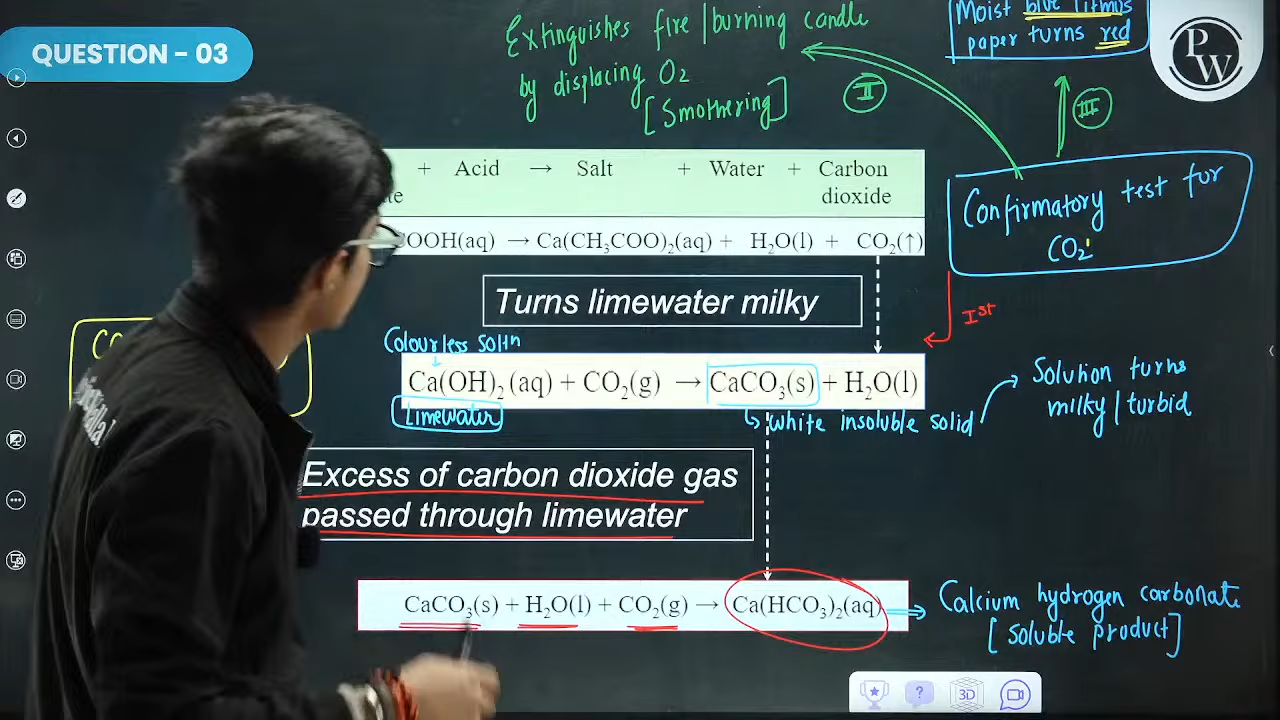 QUESTION - 03
Extinguishes fire/burning candle
by displacing O₂
[Smothering]
II
Moist blue litmus
paper turns red
PW
III
+ Acid → Salt + Water + Carbon
dioxide
COOH(aq) → Ca(CH₃COO)₂(aq) + H₂O(l) + CO₂(↑)
Confirmatory test for
CO₂
Ist
Turns limewater milky
Colourless soltn
Ca(OH)₂ (aq) + CO₂(g) → CaCO₃(s) + H₂O(l)
Limewater
white insoluble solid
Solution turns
milky/turbid
Excess of carbon dioxide gas
passed through limewater
CaCO₃(s) + H₂O(l) + CO₂(g) → Ca(HCO₃)₂(aq)
Calcium hydrogen carbonate
[Soluble product]
3D